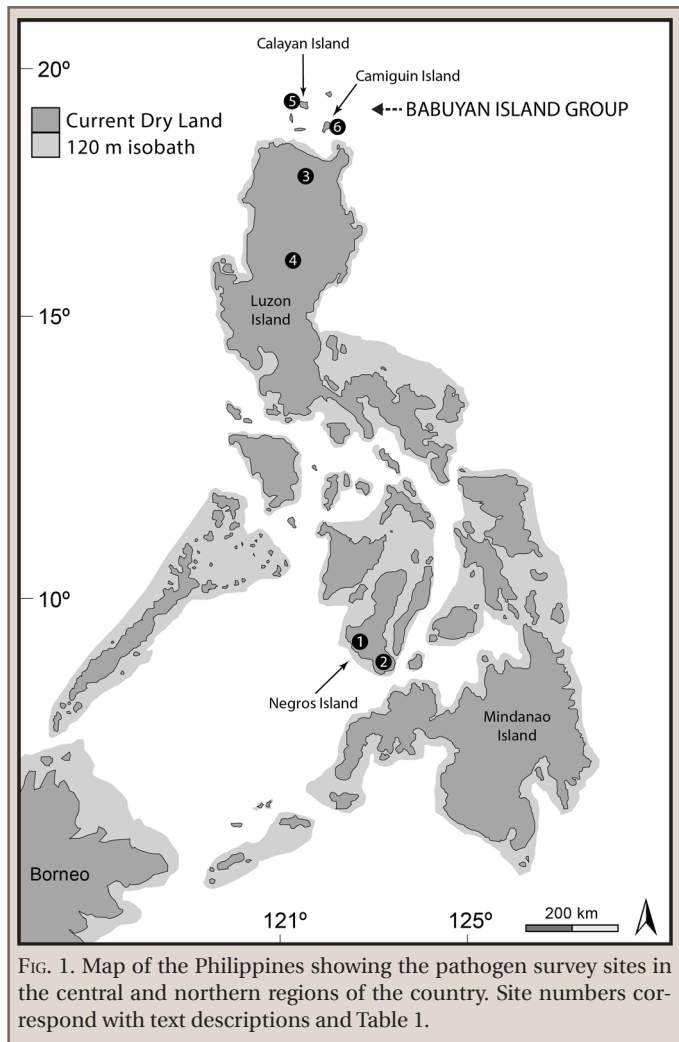 Calayan Island
20°
Camiguin Island
5
BABUYAN ISLAND GROUP
6
Current Dry Land
120 m isobath
3
4
Luzon
Island
15°
10°
1
2
Negros Island
Mindanao
Island
Borneo
200 km
121°
125°
FIG. 1. Map of the Philippines showing the pathogen survey sites in
the central and northern regions of the country. Site numbers cor-
respond with text descriptions and Table 1.